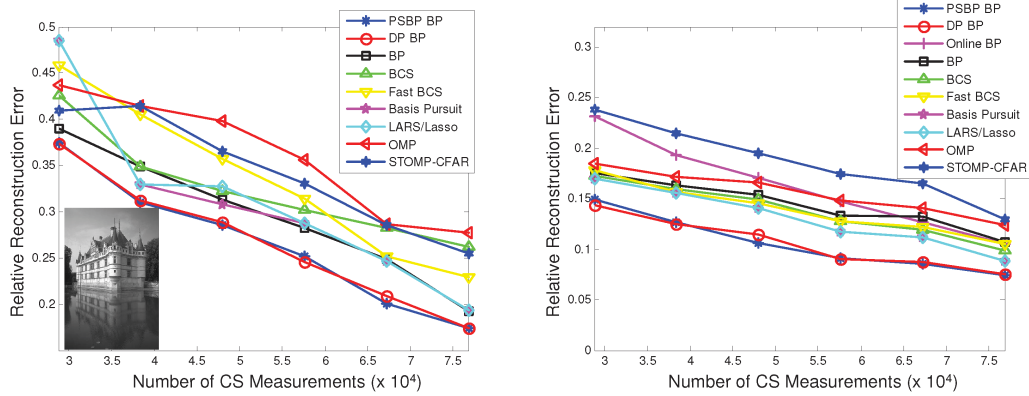 0.5
0.45
0.4
0.35
0.3
0.25
0.2
Relative Reconstruction Error
3
3.5
4
4.5
5
5.5
6
6.5
7
7.5
Number of CS Measurements (x 10⁴)
PSBP BP
DP BP
BP
BCS
Fast BCS
Basis Pursuit
LARS/Lasso
OMP
STOMP-CFAR
0.3
0.25
0.2
0.15
0.1
0.05
0
Relative Reconstruction Error
3
3.5
4
4.5
5
5.5
6
6.5
7
7.5
Number of CS Measurements (x 10⁴)
PSBP BP
DP BP
Online BP
BP
BCS
Fast BCS
Basis Pursuit
LARS/Lasso
OMP
STOMP-CFAR